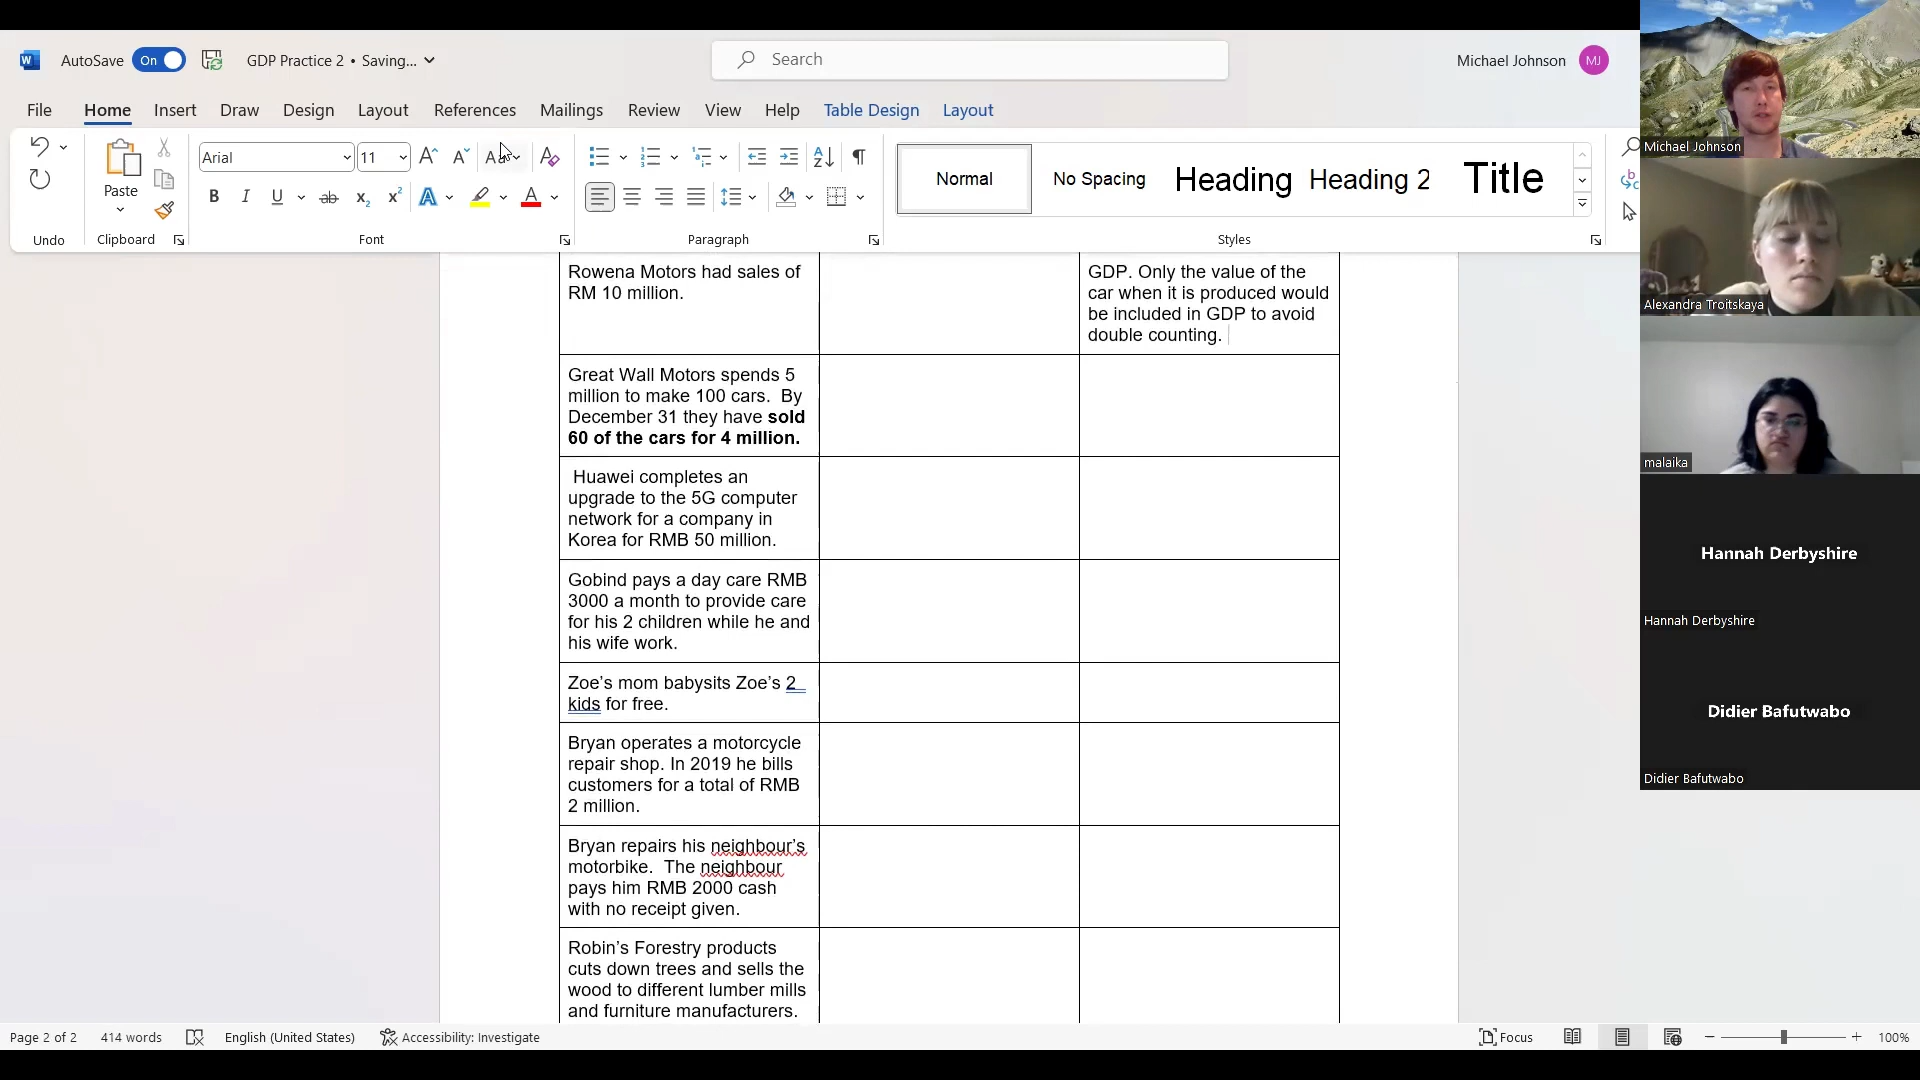 AutoSave On GDP Practice 2 • Saving... Search Michael Johnson MJ
File Home Insert Draw Design Layout References Mailings Review View Help Table Design Layout
Arial 11
Paste
Normal No Spacing Heading Heading 2 Title
Undo Clipboard Font Paragraph Styles
Rowena Motors had sales of
RM 10 million.
GDP. Only the value of the
car when it is produced would
be included in GDP to avoid
double counting.
Great Wall Motors spends 5
million to make 100 cars.  By
December 31 they have sold
60 of the cars for 4 million.
Huawei completes an
upgrade to the 5G computer
network for a company in
Korea for RMB 50 million.
Gobind pays a day care RMB
3000 a month to provide care
for his 2 children while he and
his wife work.
Zoe’s mom babysits Zoe’s 2
kids for free.
Bryan operates a motorcycle
repair shop. In 2019 he bills
customers for a total of RMB
2 million.
Bryan repairs his neighbour’s
motorbike.  The neighbour
pays him RMB 2000 cash
with no receipt given.
Robin’s Forestry products
cuts down trees and sells the
wood to different lumber mills
and furniture manufacturers.
Page 2 of 2 414 words English (United States) Accessibility: Investigate Focus 100%
Michael Johnson
Alexandra Troitskaya
malaika
Hannah Derbyshire
Hannah Derbyshire
Didier Bafutwabo
Didier Bafutwabo